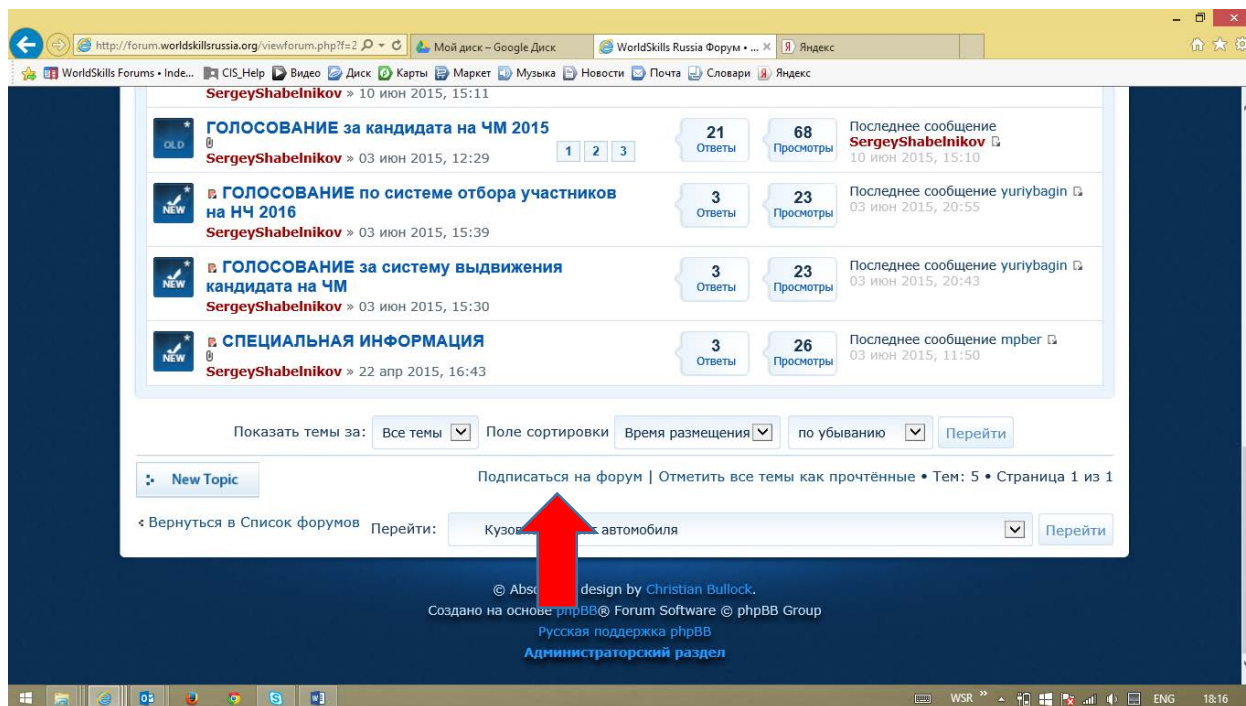 http://forum.worldskillsrussia.org/viewforum.php?f=2
Мой диск – Google Диск
WorldSkills Russia Форум • ...
Яндекс
WorldSkills Forums • Inde...
CIS_Help
Видео
Диск
Карты
Маркет
Музыка
Новости
Почта
Словари
Яндекс
SergeyShabelnikov » 10 июн 2015, 15:11
OLD
ГОЛОСОВАНИЕ за кандидата на ЧМ 2015
SergeyShabelnikov » 03 июн 2015, 12:29
1 2 3
21
Ответы
68
Просмотры
Последнее сообщение
SergeyShabelnikov
10 июн 2015, 15:10
NEW
ГОЛОСОВАНИЕ по системе отбора участников
на НЧ 2016
SergeyShabelnikov » 03 июн 2015, 15:39
3
Ответы
23
Просмотры
Последнее сообщение yuriybagin
03 июн 2015, 20:55
NEW
ГОЛОСОВАНИЕ за систему выдвижения
кандидата на ЧМ
SergeyShabelnikov » 03 июн 2015, 15:30
3
Ответы
23
Просмотры
Последнее сообщение yuriybagin
03 июн 2015, 20:43
NEW
СПЕЦИАЛЬНАЯ ИНФОРМАЦИЯ
SergeyShabelnikov » 22 апр 2015, 16:43
3
Ответы
26
Просмотры
Последнее сообщение mpber
03 июн 2015, 11:50
Показать темы за: Все темы Поле сортировки Время размещения по убыванию Перейти
New Topic
Подписаться на форум | Отметить все темы как прочтённые • Тем: 5 • Страница 1 из 1
‹ Вернуться в Список форумов
Перейти: автомобиля Перейти
© design by Christian Bullock.
Создано на основе phpBB® Forum Software © phpBB Group
Русская поддержка phpBB
Администраторский раздел
WSR
ENG
18:16